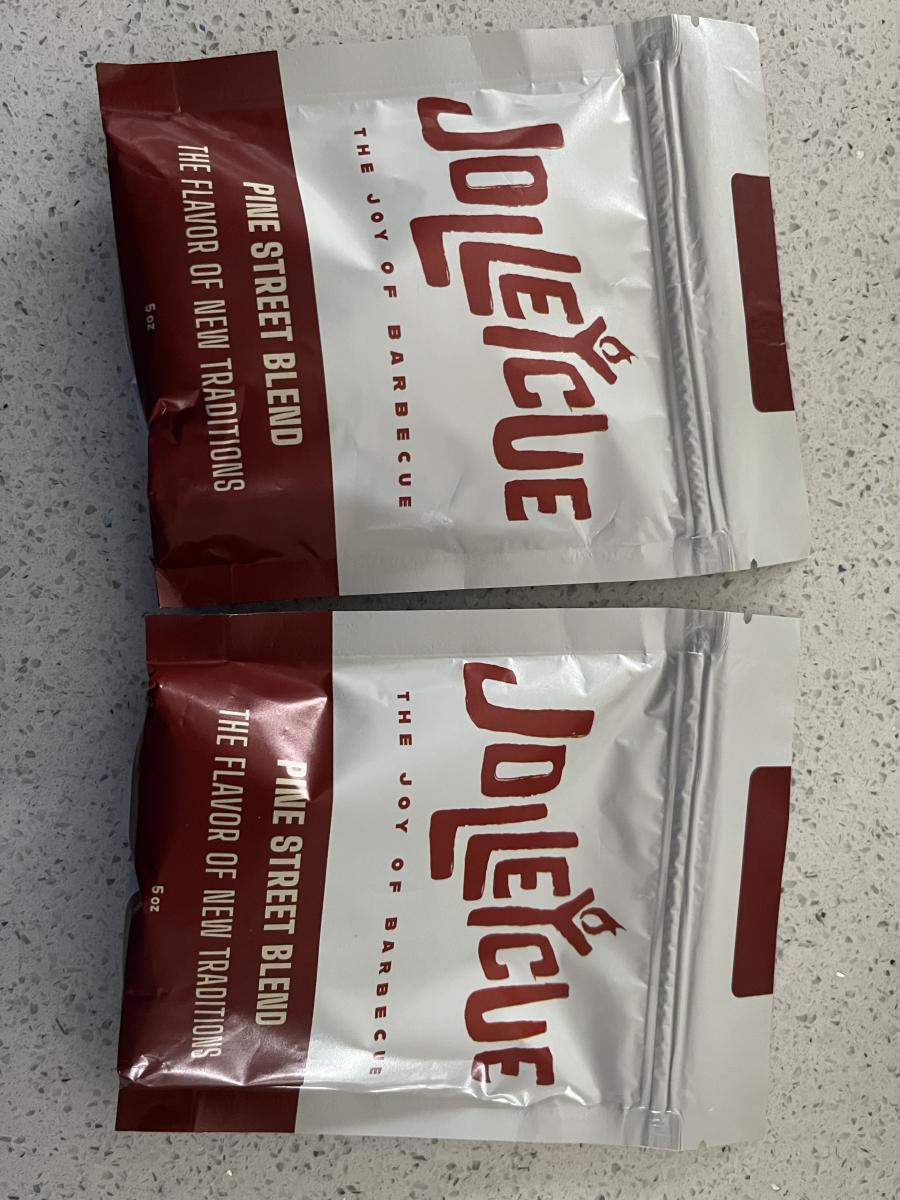 JOLLEYCUE
THE JOY OF BARBECUE
PINE STREET BLEND
THE FLAVOR OF NEW TRADITIONS
5 oz
JOLLEYCUE
THE JOY OF BARBECUE
PINE STREET BLEND
THE FLAVOR OF NEW TRADITIONS
5 oz